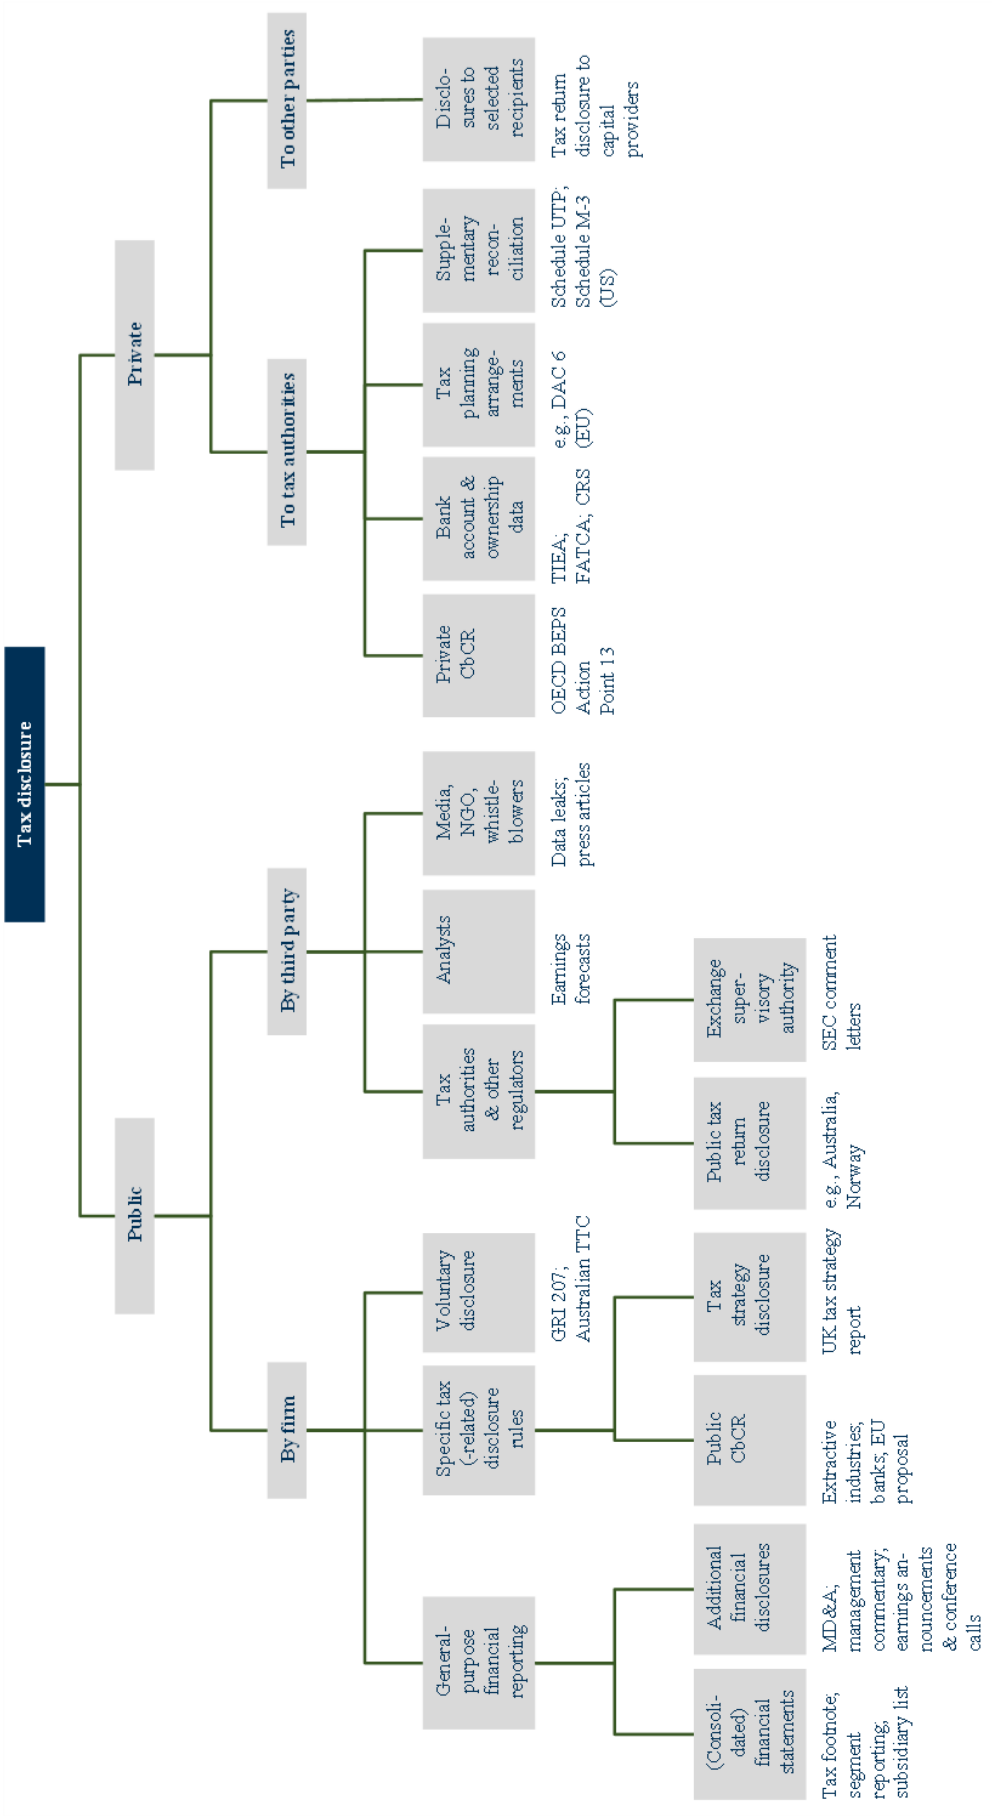 Tax disclosure
Public
Private
By firm
By third party
To tax authorities
To other parties
General-
purpose
financial
reporting
Specific tax
(-related)
disclosure
rules
Voluntary
disclosure
GRI 207;
Australian TTC
Tax
authorities
& other
regulators
Analysts
Earnings
forecasts
Media,
NGO,
whistle-
blowers
Data leaks;
press articles
Private
CbCR
OECD BEPS
Action
Point 13
Bank
account &
ownership
data
TIEA;
FATCA; CRS
Tax
planning
arrange-
ments
e.g., DAC 6
(EU)
Supple-
mentary
recon-
ciliation
Schedule UTP;
Schedule M-3
(US)
Disclo-
sures to
selected
recipients
Tax return
disclosure to
capital
providers
(Consoli-
dated)
financial
statements
Tax footnote;
segment
reporting;
subsidiary list
Additional
financial
disclosures
MD&A;
management
commentary;
earnings an-
nouncements
& conference
calls
Public
CbCR
Extractive
industries;
banks; EU
proposal
Tax
strategy
disclosure
UK tax strategy
report
Public tax
return
disclosure
e.g., Australia,
Norway
Exchange
super-
visory
authority
SEC comment
letters